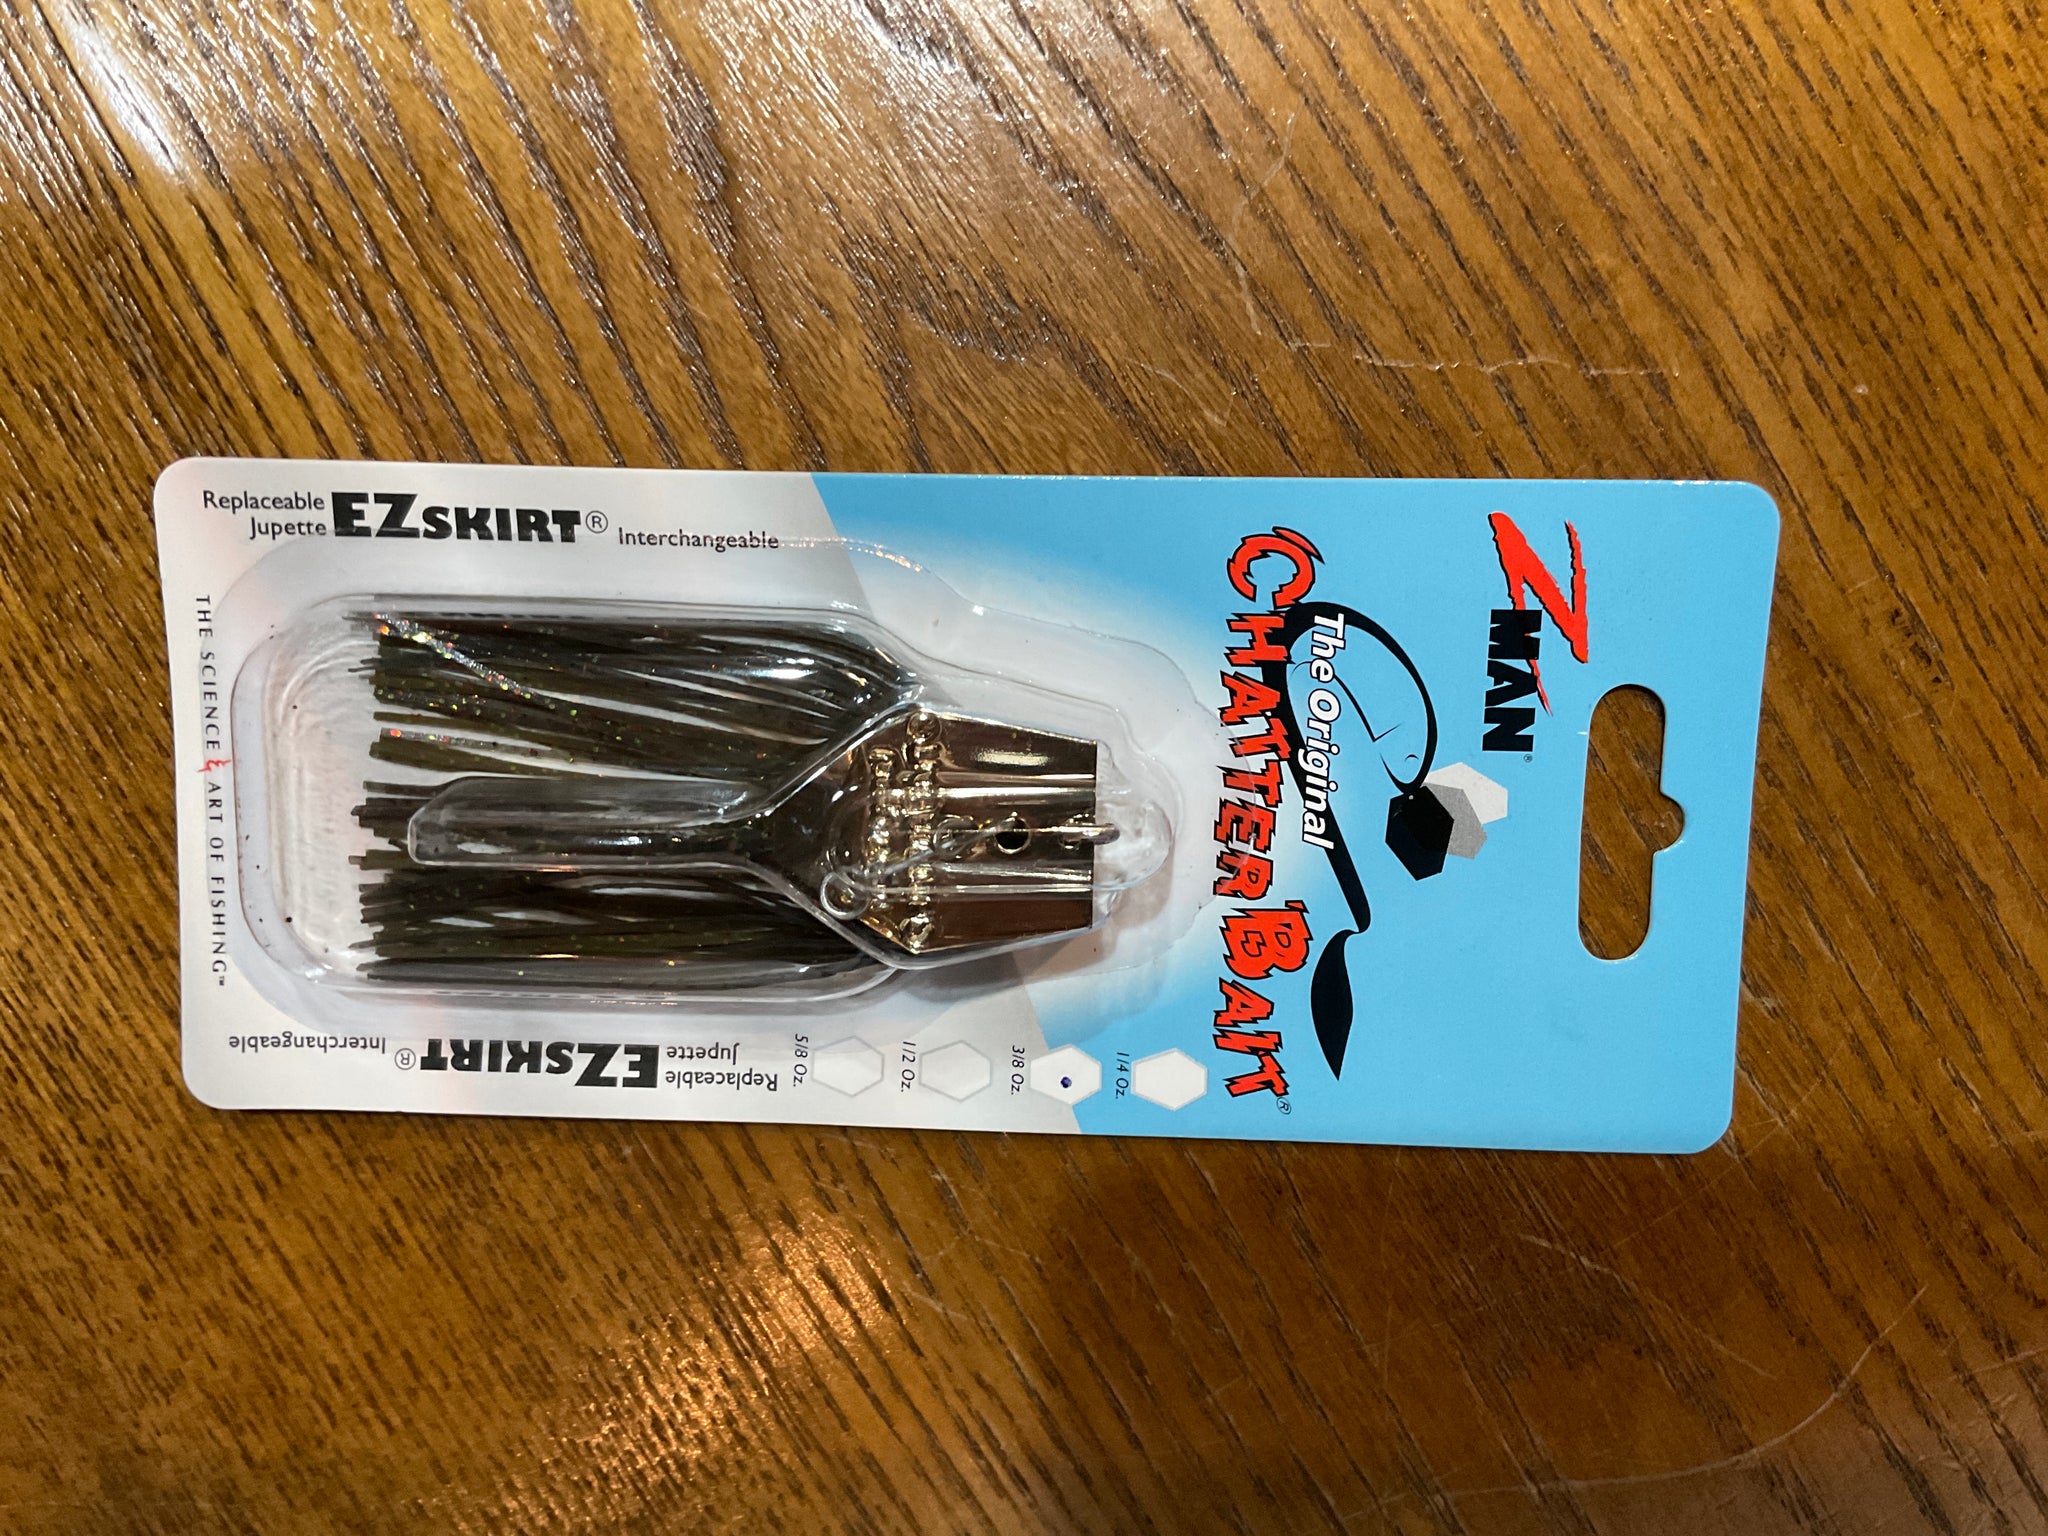 Z MAN®
The Original
CHATTERBAIT®
1/4 Oz.
3/8 Oz.
1/2 Oz.
5/8 Oz.
Replaceable
Jupette
EZSKIRT®
Interchangeable
Replaceable
Jupette
EZSKIRT®
Interchangeable
THE SCIENCE & ART OF FISHING™